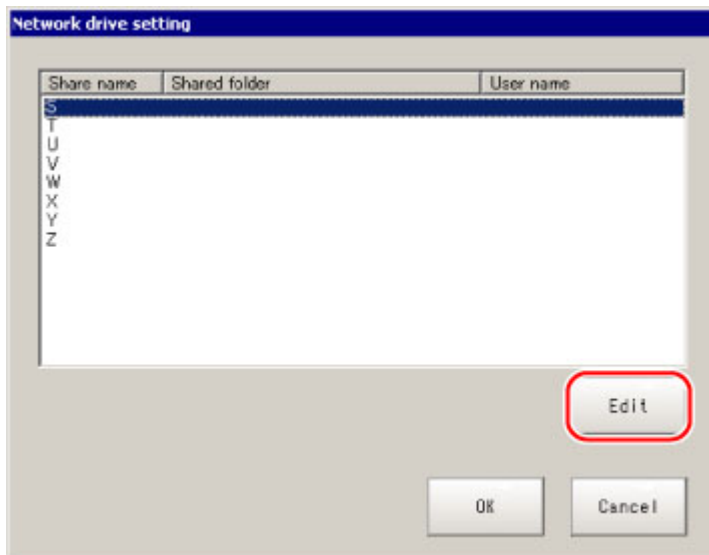 Network drive setting
Share name Shared folder User name
S
T
U
V
W
X
Y
Z
Edit
OK Cancel